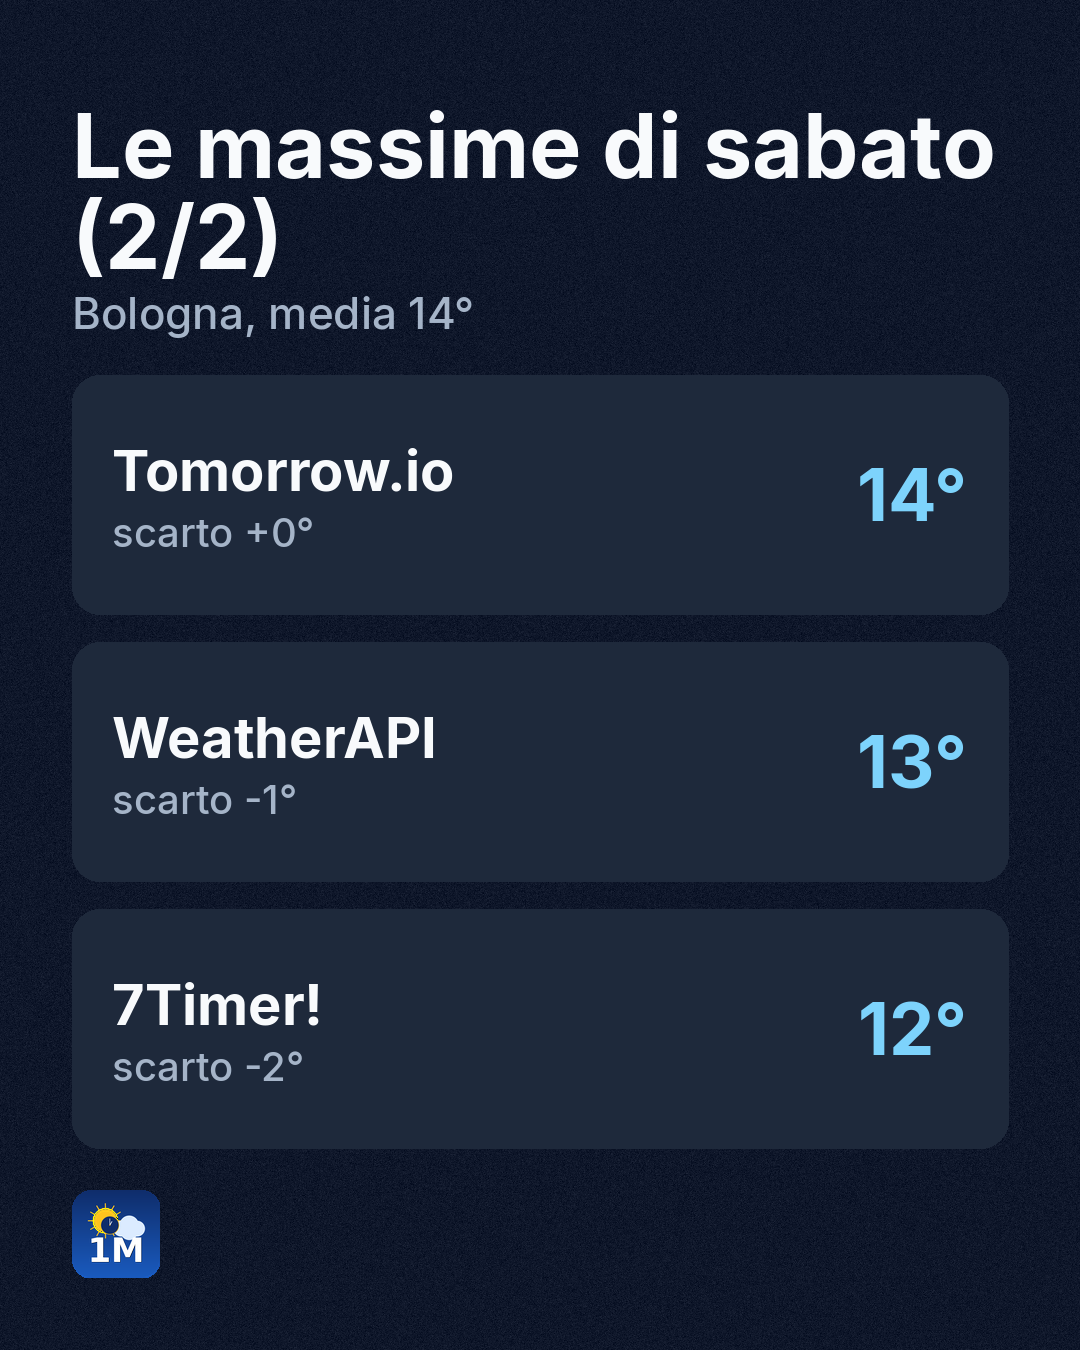 Le massime di sabato
(2/2)
Bologna, media 14°
Tomorrow.io
scarto +0°
14°
WeatherAPI
scarto -1°
13°
7Timer!
scarto -2°
12°
1M